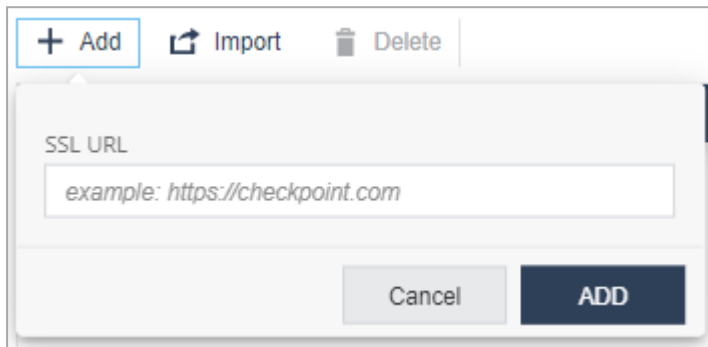 Add Import Delete
SSL URL
example: https://checkpoint.com
Cancel ADD